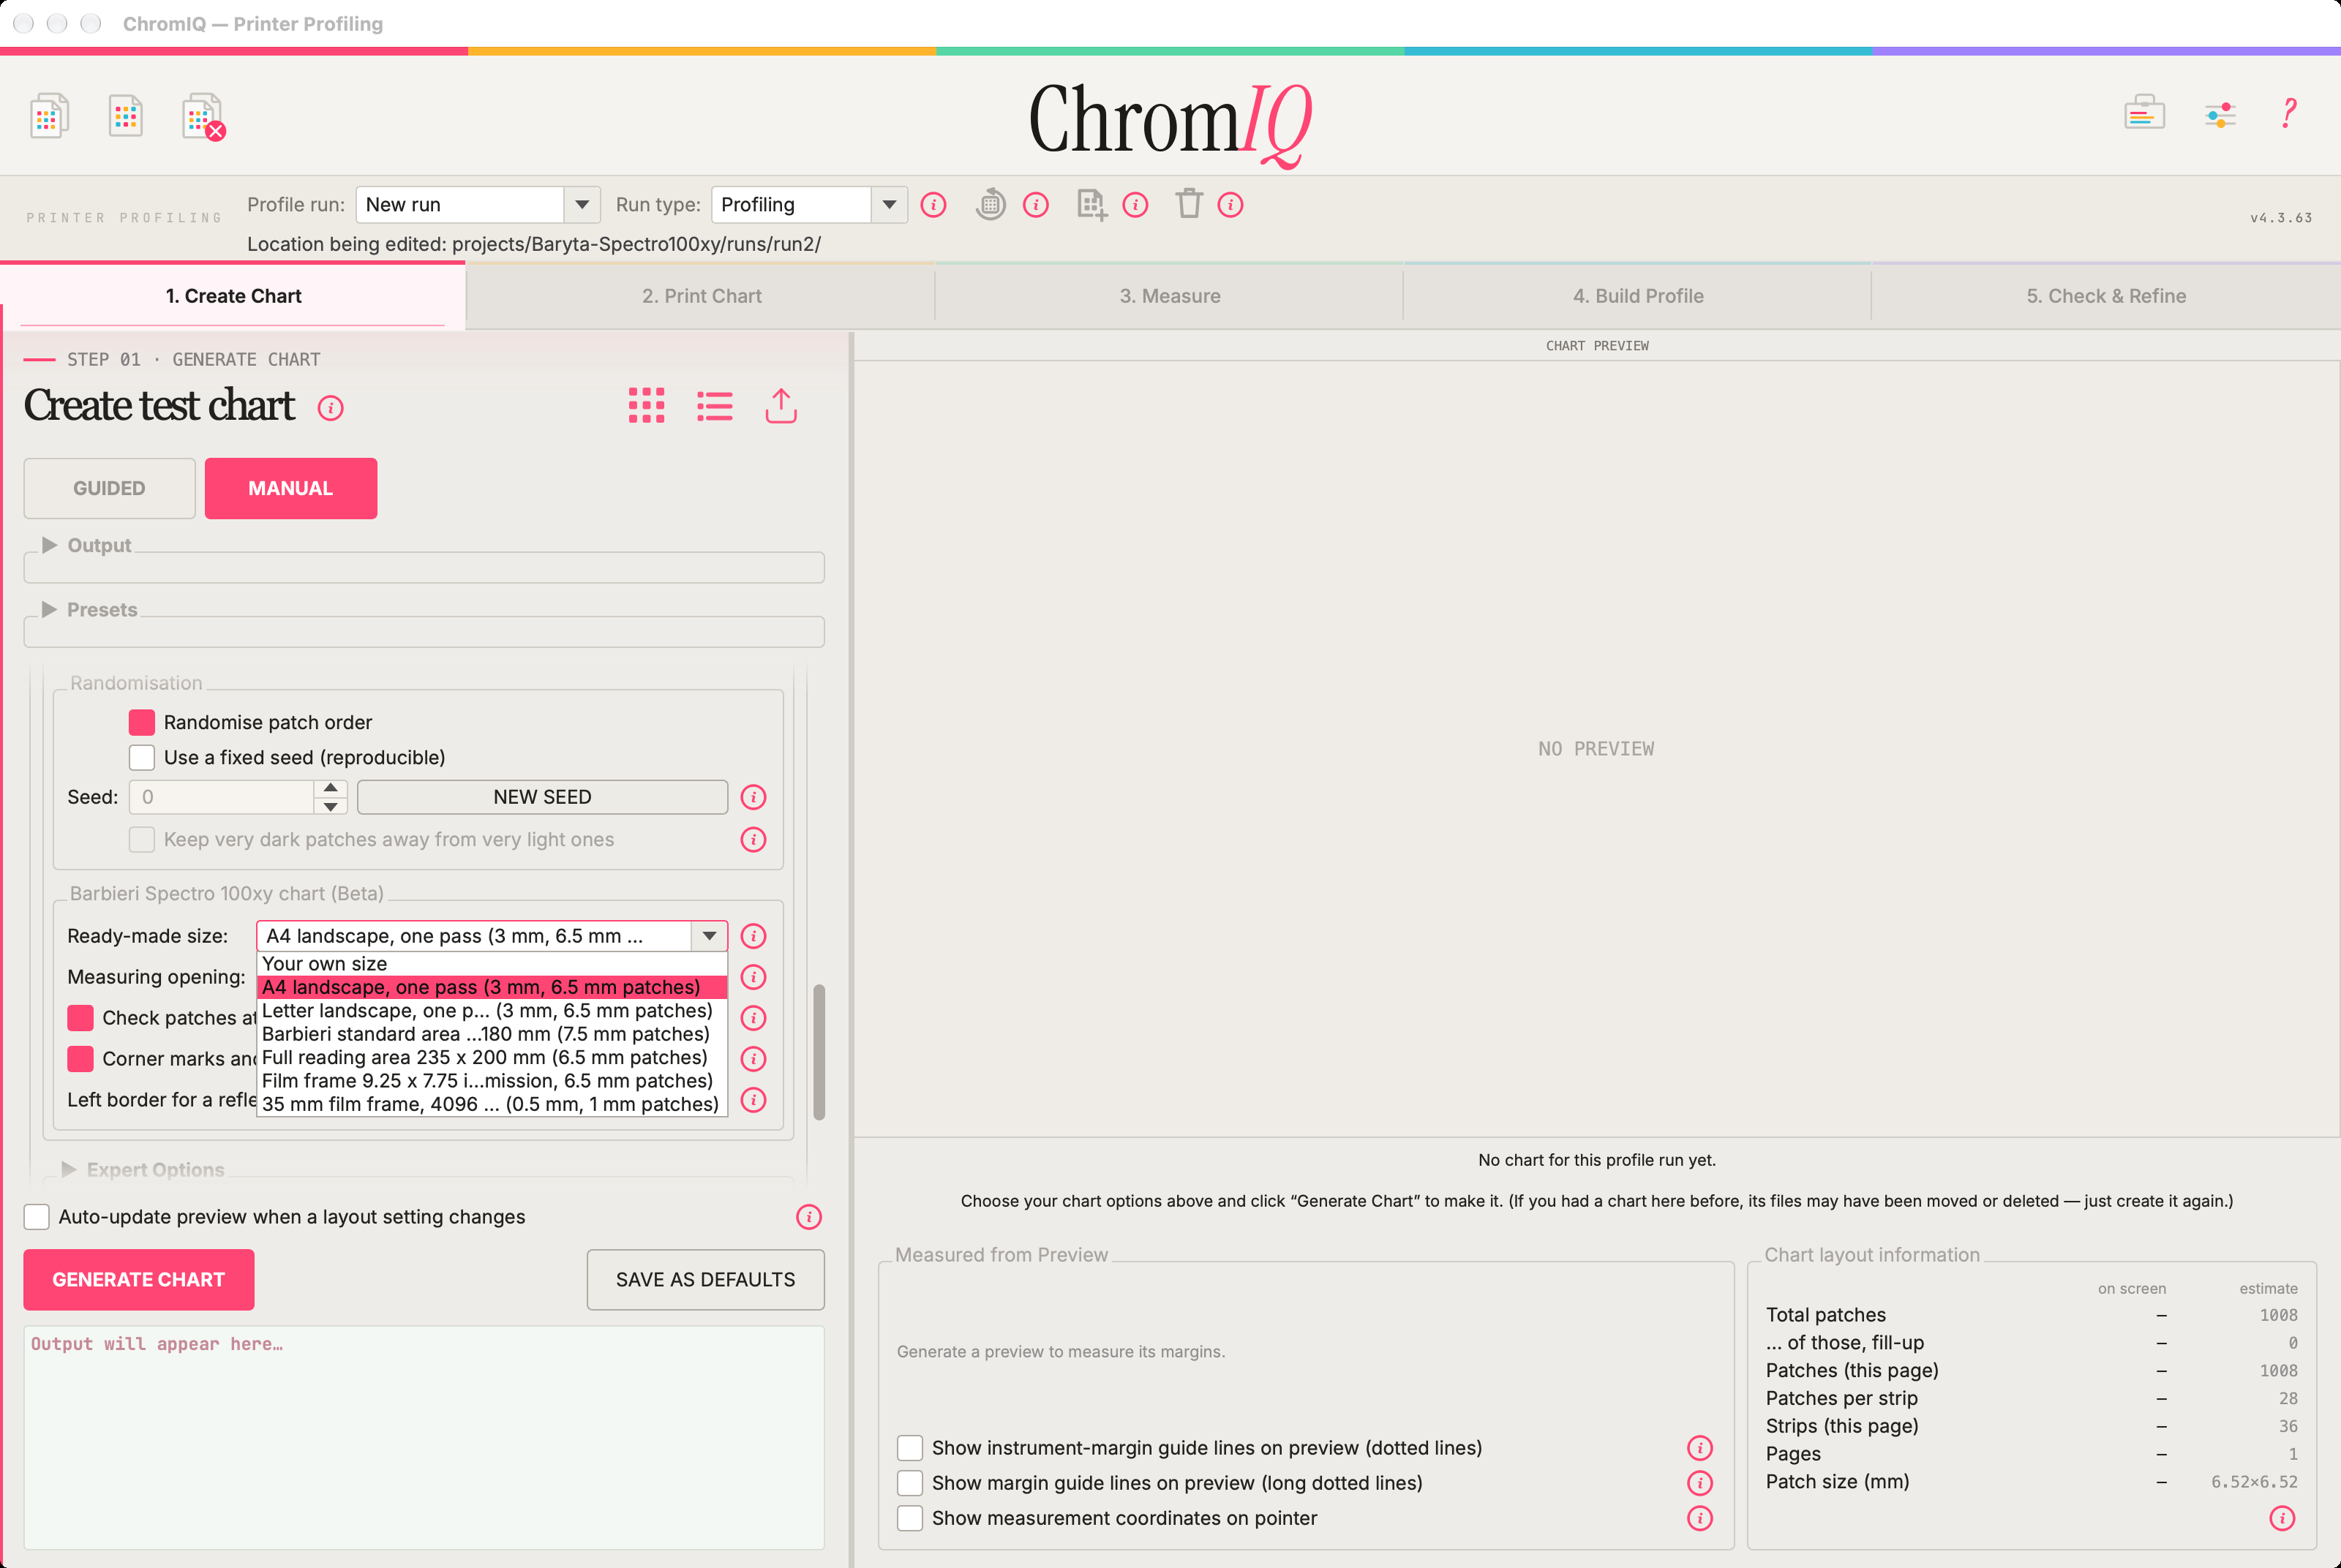 ChromIQ — Printer Profiling
ChromIQ
?
PRINTER PROFILING
Profile run:
New run
Run type:
Profiling
Location being edited: projects/Baryta-Spectro100xy/runs/run2/
v4.3.63
1. Create Chart
2. Print Chart
3. Measure
4. Build Profile
5. Check & Refine
STEP 01 · GENERATE CHART
Create test chart
GUIDED
MANUAL
Output
Presets
Randomisation
Randomise patch order
Use a fixed seed (reproducible)
Seed:
0
NEW SEED
Keep very dark patches away from very light ones
Barbieri Spectro 100xy chart (Beta)
Ready-made size:
A4 landscape, one pass (3 mm, 6.5 mm ...
Your own size
Measuring opening:
A4 landscape, one pass (3 mm, 6.5 mm patches)
Check patches at
Letter landscape, one p... (3 mm, 6.5 mm patches)
Barbieri standard area ...180 mm (7.5 mm patches)
Corner marks and
Full reading area 235 x 200 mm (6.5 mm patches)
Film frame 9.25 x 7.75 i...mission, 6.5 mm patches)
Left border for a refle
35 mm film frame, 4096 ... (0.5 mm, 1 mm patches)
Expert Options
Auto-update preview when a layout setting changes
GENERATE CHART
SAVE AS DEFAULTS
Output will appear here…
CHART PREVIEW
NO PREVIEW
No chart for this profile run yet.
Choose your chart options above and click “Generate Chart” to make it. (If you had a chart here before, its files may have been moved or deleted — just create it again.)
Measured from Preview
Generate a preview to measure its margins.
Show instrument-margin guide lines on preview (dotted lines)
Show margin guide lines on preview (long dotted lines)
Show measurement coordinates on pointer
Chart layout information
on screen estimate
Total patches – 1008
... of those, fill-up – 0
Patches (this page) – 1008
Patches per strip – 28
Strips (this page) – 36
Pages – 1
Patch size (mm) – 6.52×6.52